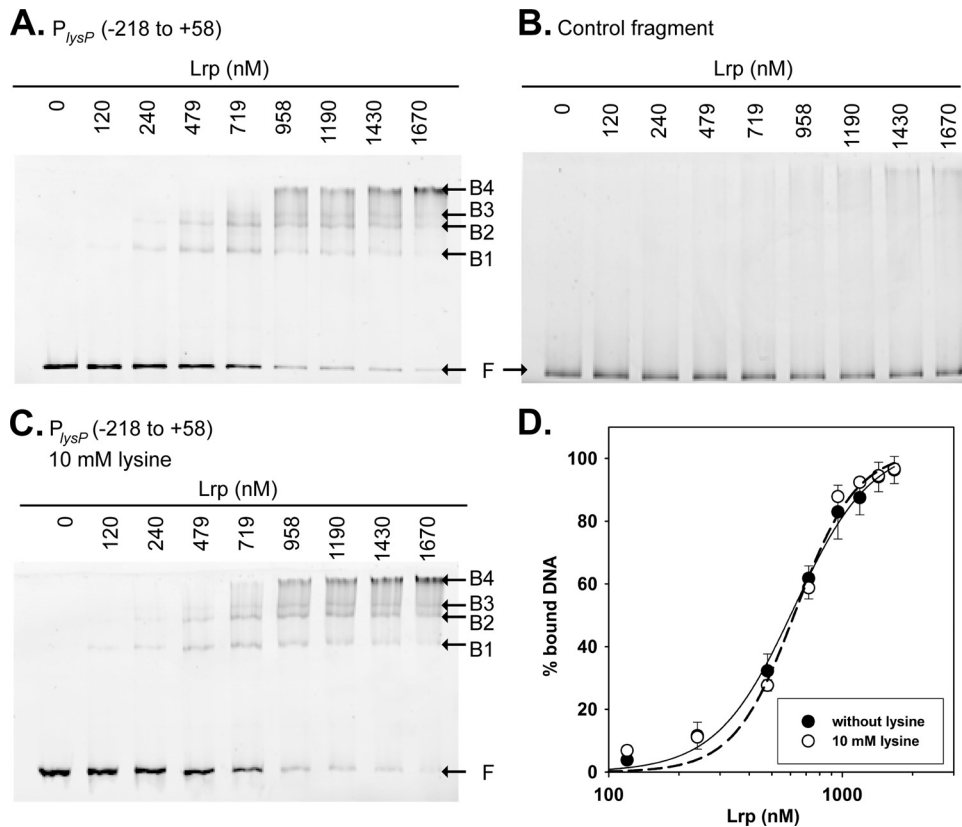 A. PlysP (-218 to +58)
Lrp (nM)
0 120 240 479 719 958 1190 1430 1670
B4
B3
B2
B1
F
B. Control fragment
Lrp (nM)
0 120 240 479 719 958 1190 1430 1670
C. PlysP (-218 to +58)
10 mM lysine
Lrp (nM)
0 120 240 479 719 958 1190 1430 1670
B4
B3
B2
B1
F
D.
% bound DNA
100
80
60
40
20
0
without lysine
10 mM lysine
100 1000
Lrp (nM)